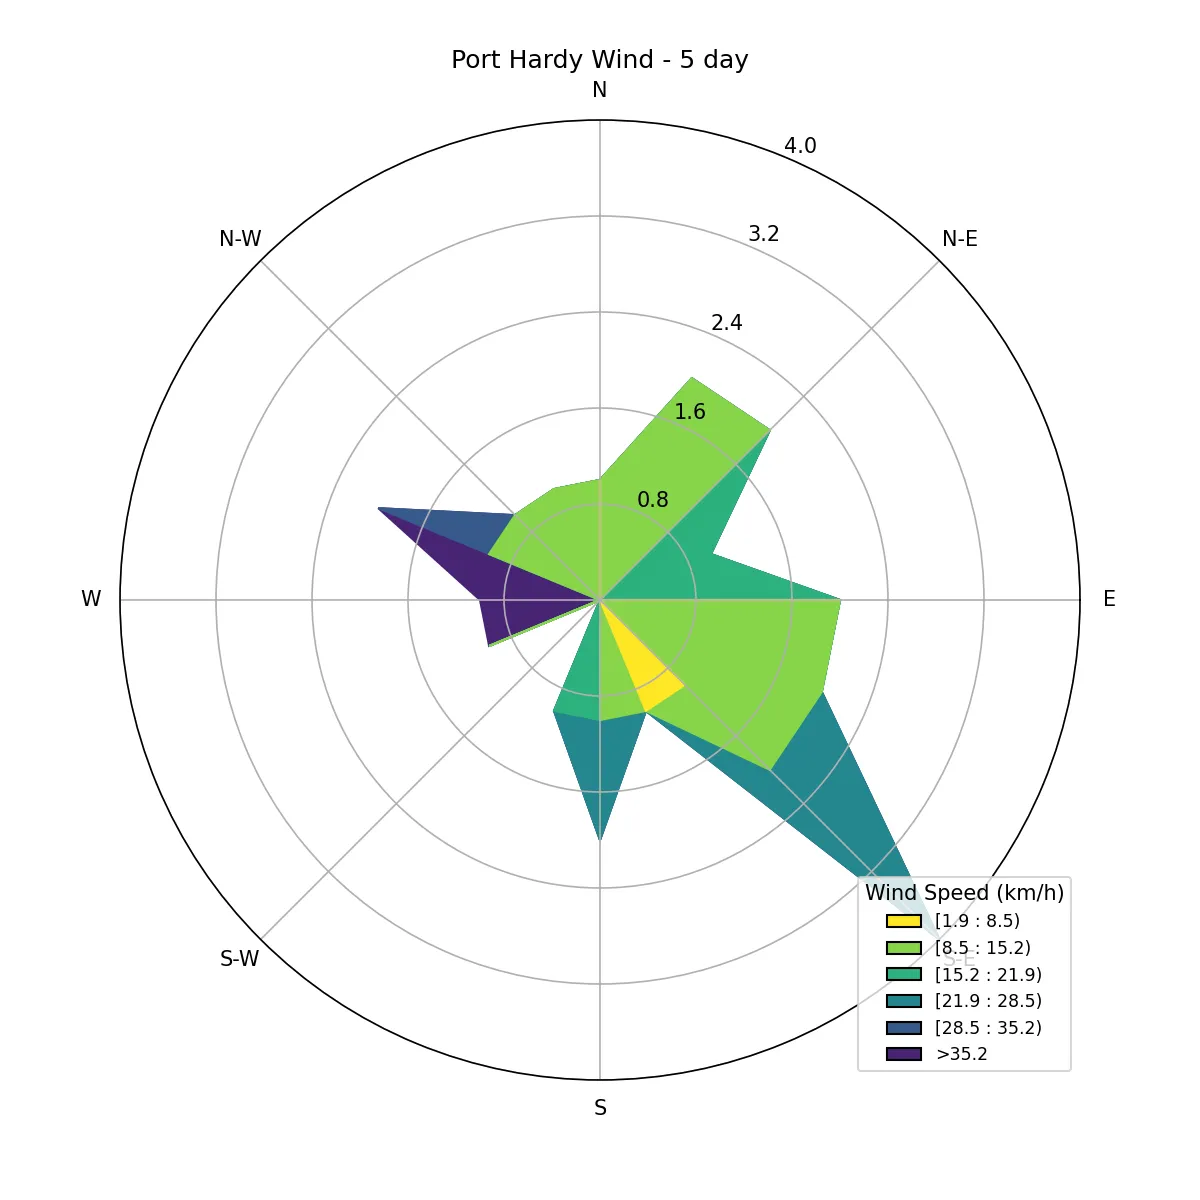 Port Hardy Wind - 5 day
N
4.0
N-W
3.2
N-E
2.4
1.6
0.8
W
E
Wind Speed (km/h)
[1.9 : 8.5)
[8.5 : 15.2)
S-W
S-E
[15.2 : 21.9)
[21.9 : 28.5)
[28.5 : 35.2)
>35.2
S